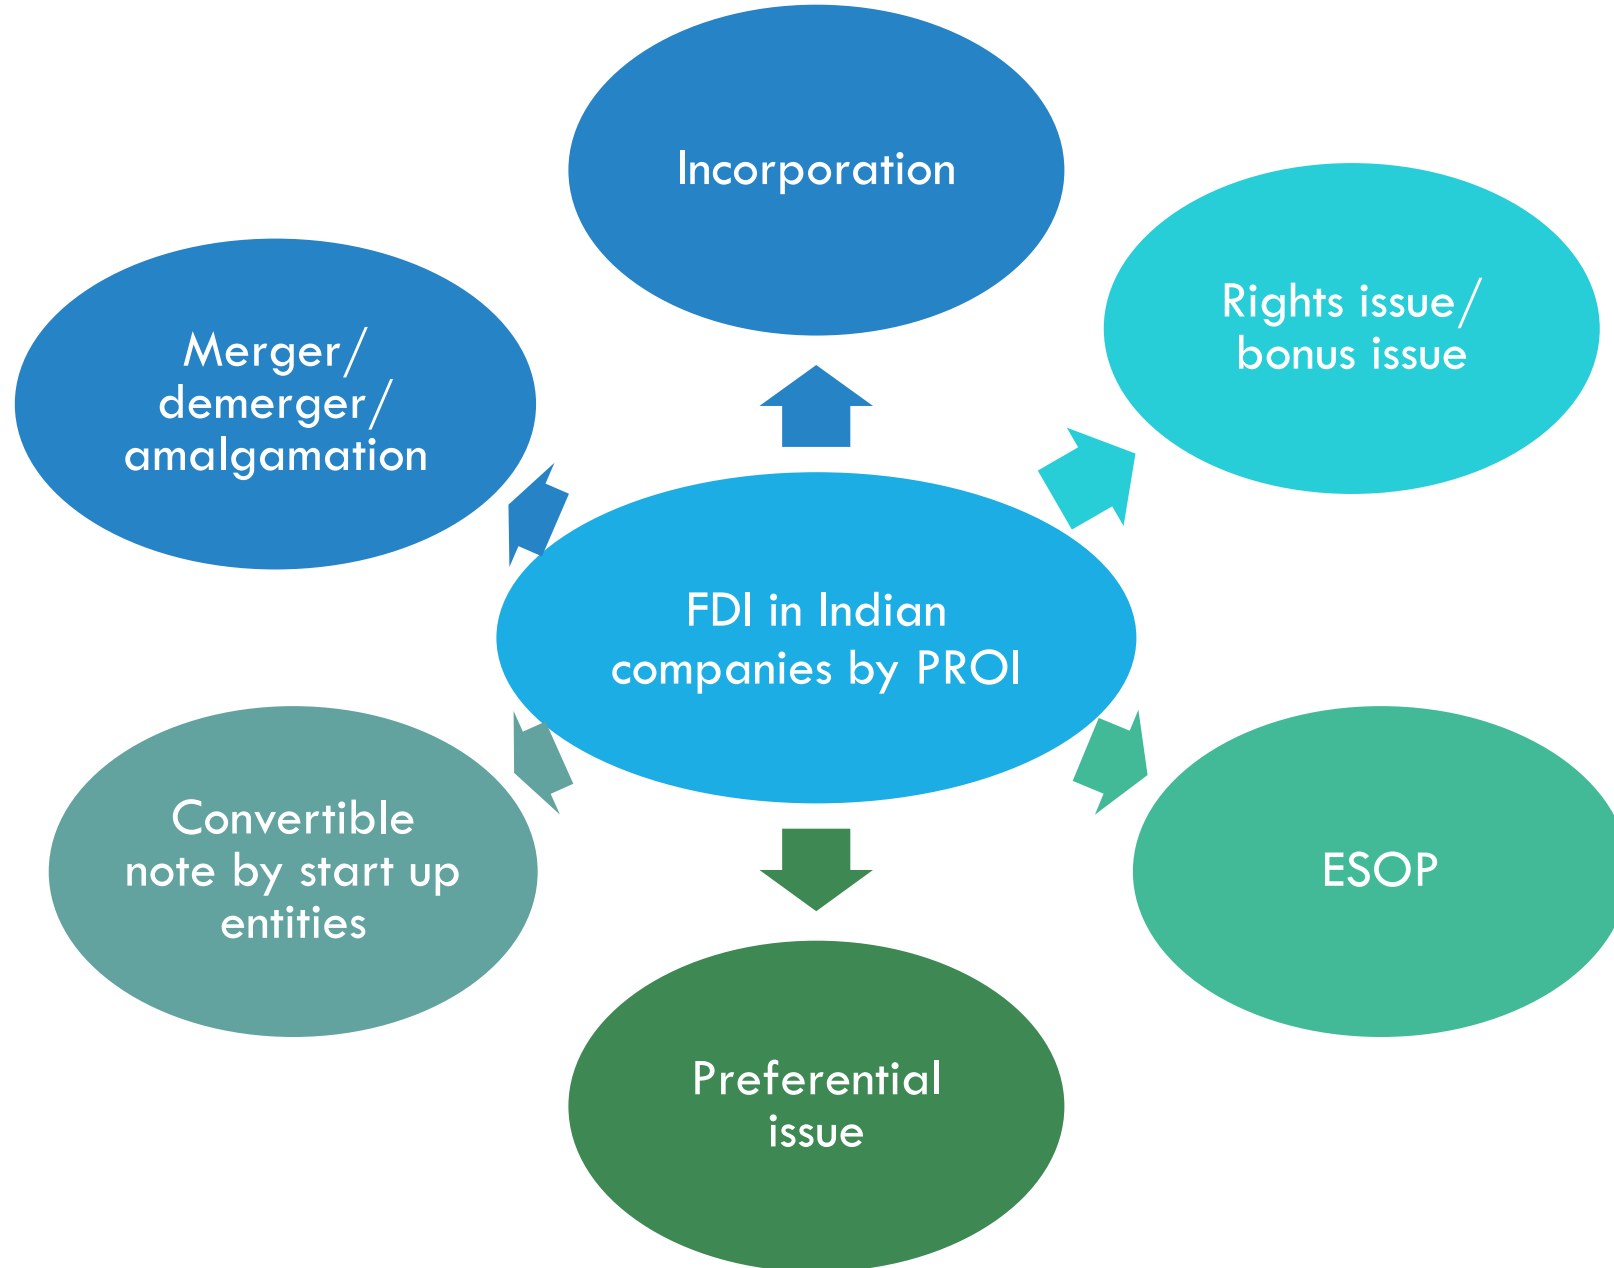 Incorporation
Rights issue/
bonus issue
Merger/
demerger/
amalgamation
FDI in Indian
companies by PROI
Convertible
note by start up
entities
ESOP
Preferential
issue